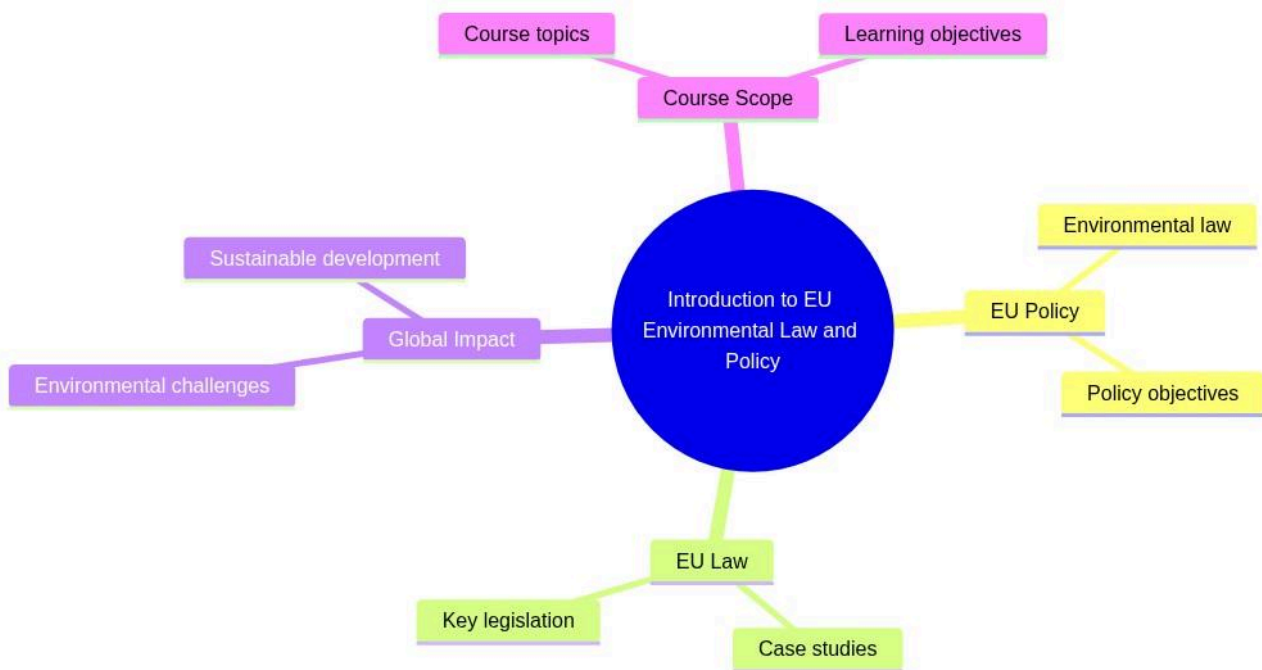 Course topics
Learning objectives
Course Scope
Environmental law
Sustainable development
Introduction to EU
Environmental Law and
Policy
EU Policy
Global Impact
Environmental challenges
Policy objectives
EU Law
Key legislation
Case studies